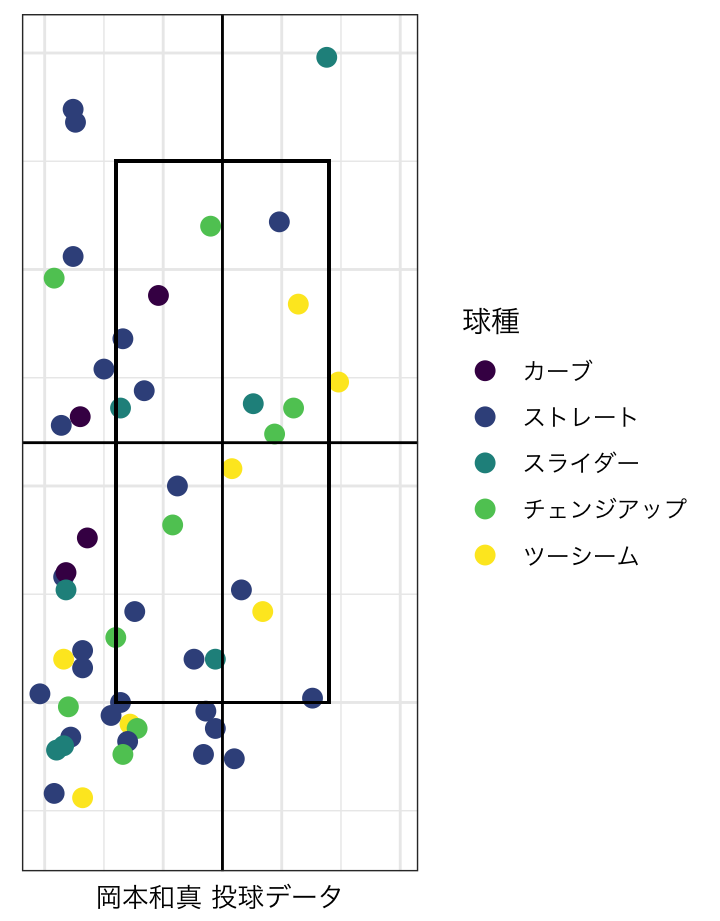 球種
カーブ
ストレート
スライダー
チェンジアップ
ツーシーム
岡本和真 投球データ